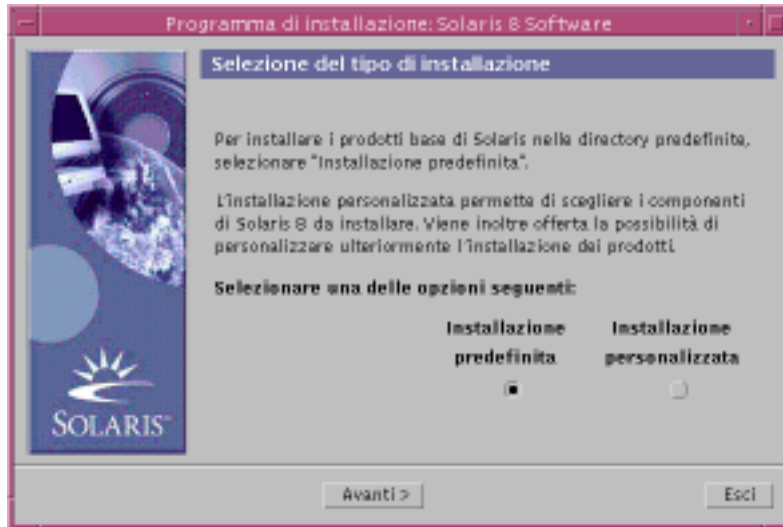 Programma di installazione: Solaris 8 Software
Selezione del tipo di installazione
Per installare i prodotti base di Solaris nelle directory predefinite,
selezionare "Installazione predefinita".
L'installazione personalizzata permette di scegliere i componenti
di Solaris 8 da installare. Viene inoltre offerta la possibilità di
personalizzare ulteriormente l'installazione dei prodotti.
Selezionare una delle opzioni seguenti:
Installazione predefinita
Installazione personalizzata
SOLARIS™
Avanti >
Esci